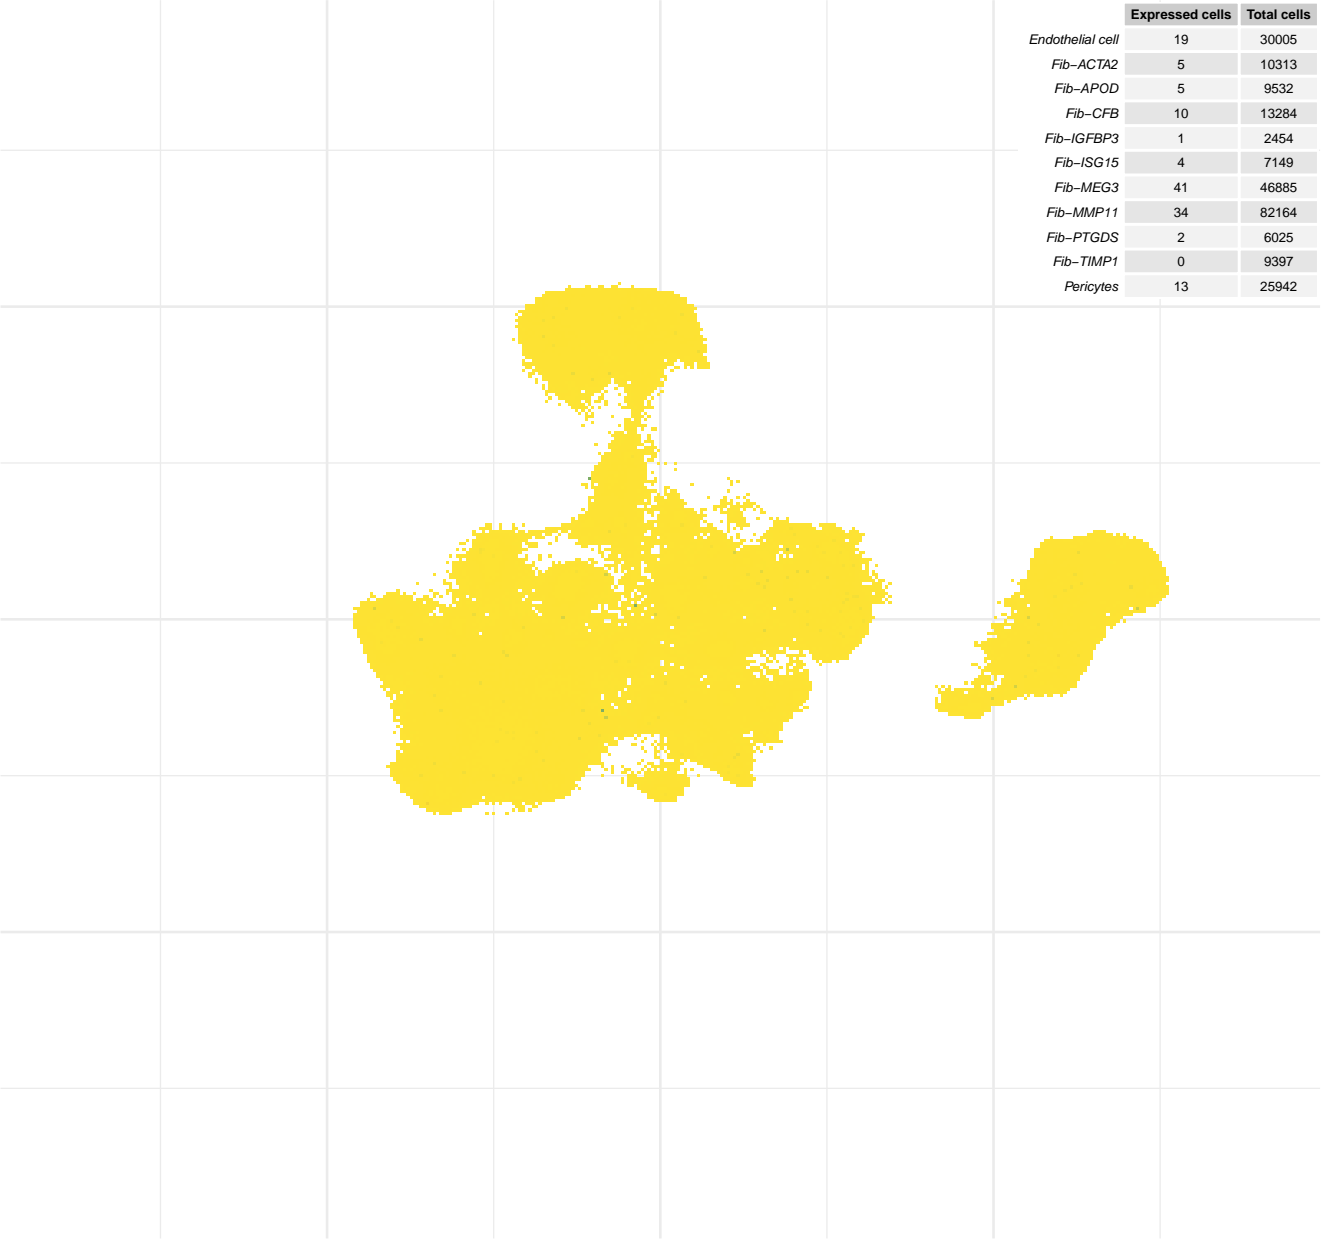 Expressed cells Total cells
Endothelial cell 19 30005
Fib−ACTA2 5 10313
Fib−APOD 5 9532
Fib−CFB 10 13284
Fib−IGFBP3 1 2454
Fib−ISG15 4 7149
Fib−MEG3 41 46885
Fib−MMP11 34 82164
Fib−PTGDS 2 6025
Fib−TIMP1 0 9397
Pericytes 13 25942